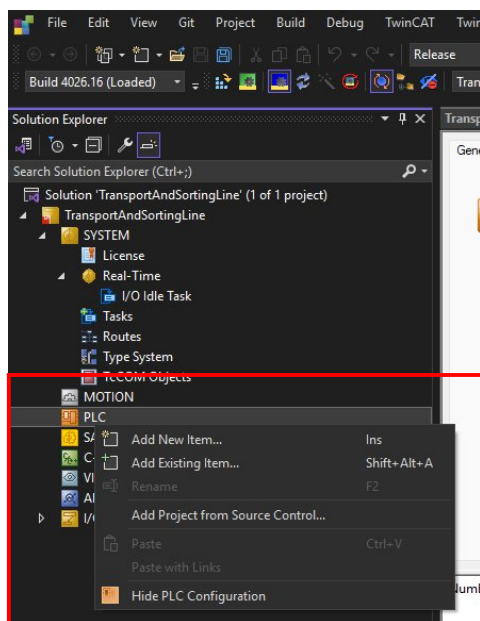 File Edit View Git Project Build Debug TwinCAT
Release
Build 4026.16 (Loaded)
Solution Explorer
Search Solution Explorer (Ctrl+;)
Solution 'TransportAndSortingLine' (1 of 1 project)
TransportAndSortingLine
SYSTEM
License
Real-Time
I/O Idle Task
Tasks
Routes
Type System
TcCOM Objects
MOTION
PLC
Add New Item... Ins
Add Existing Item... Shift+Alt+A
Rename F2
Add Project from Source Control...
Paste Ctrl+V
Paste with Links
Hide PLC Configuration